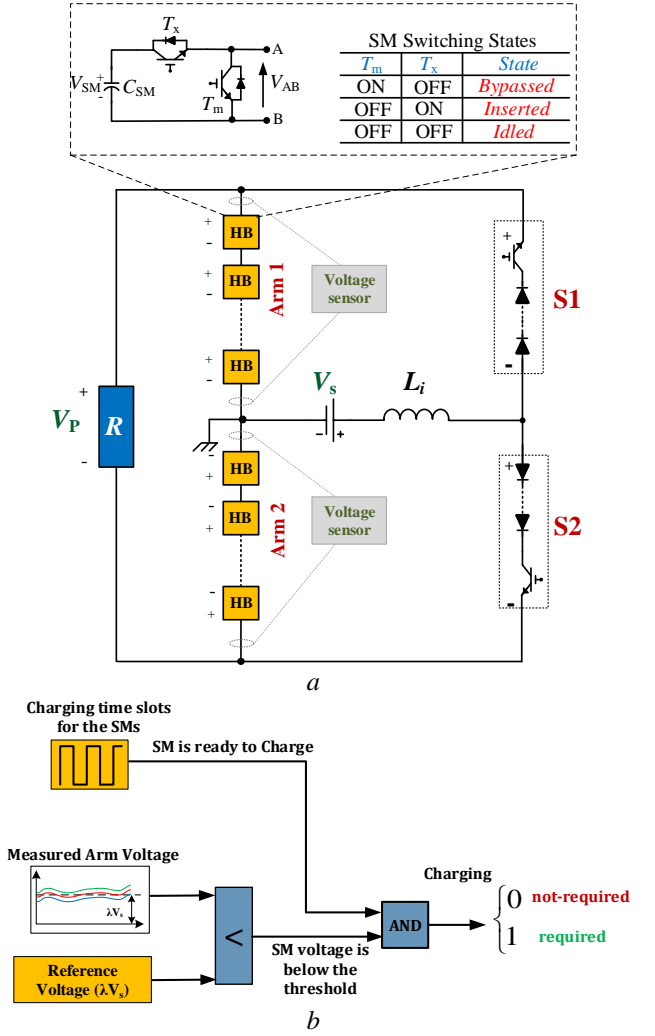 SM Switching States
Tm Tx State
ON OFF Bypassed
OFF ON Inserted
OFF OFF Idled
Tx
A
VSM
+
-
CSM
Tm
VAB
B
+
-
HB
+
-
HB
Arm 1
+
-
HB
Voltage
sensor
+
-
S1
VP
+
-
R
Vs
-
+
Li
-
+
HB
-
+
HB
Arm 2
-
+
HB
Voltage
sensor
+
-
S2
a
Charging time slots
for the SMs
SM is ready to Charge
Measured Arm Voltage
λVs
Reference
Voltage (λVs)
<
SM voltage is
below the
threshold
AND
Charging
0 not-required
1 required
b